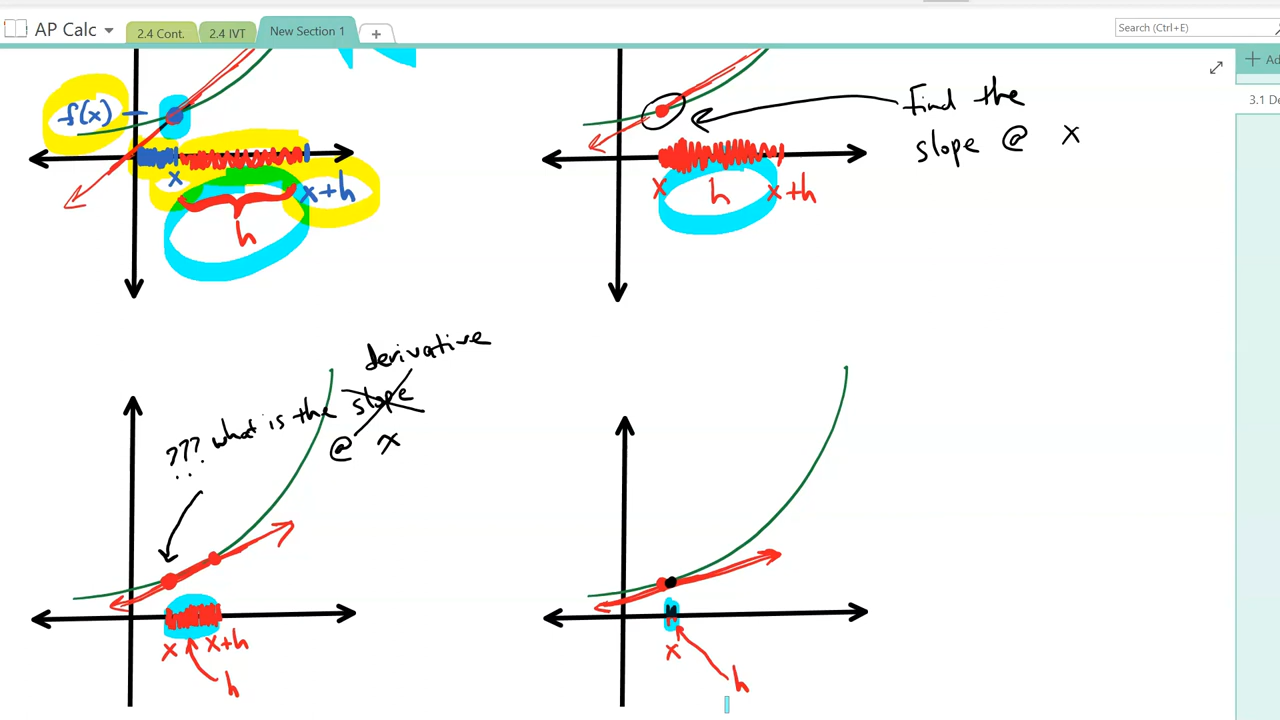 AP Calc
2.4 Cont.
2.4 IVT
New Section 1
+
Search (Ctrl+E)
+ Ad
3.1 D
f(x)
x
x+h
h
x
h
x+h
find the
slope @ x
derivative
??? what is the slope
@ x
x
x+h
h
x
h